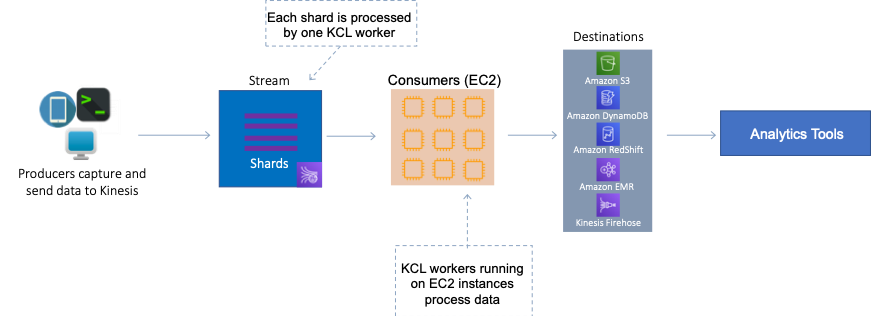 Each shard is processed
by one KCL worker
Stream
Shards
Producers capture and
send data to Kinesis
>_
Consumers (EC2)
KCL workers running
on EC2 instances
process data
Destinations
Amazon S3
Amazon DynamoDB
Amazon RedShift
Amazon EMR
Kinesis Firehose
Analytics Tools